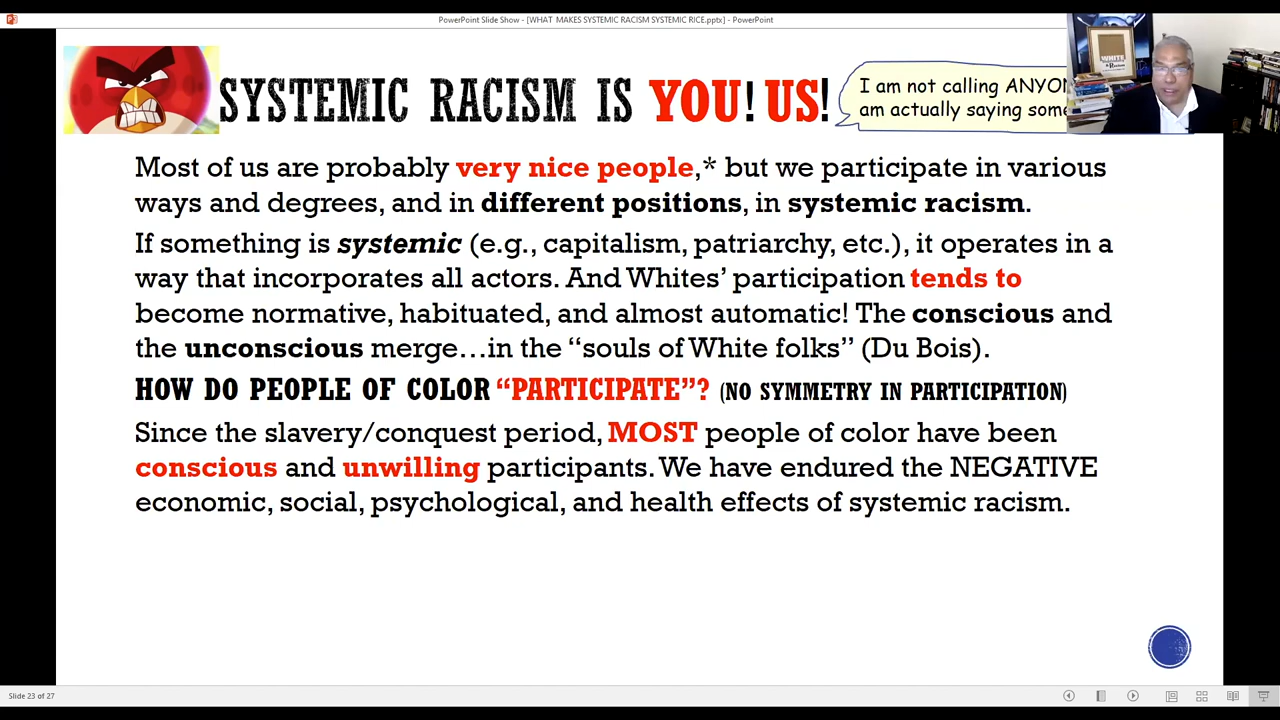 PowerPoint Slide Show - [WHAT MAKES SYSTEMIC RACISM SYSTEMIC RICE.pptx] - PowerPoint
SYSTEMIC RACISM IS YOU! US!
I am not calling
am actually saying
WHITE
Most of us are probably very nice people,* but we participate in various
ways and degrees, and in different positions, in systemic racism.
If something is systemic (e.g., capitalism, patriarchy, etc.), it operates in a
way that incorporates all actors. And Whites’ participation tends to
become normative, habituated, and almost automatic! The conscious and
the unconscious merge…in the “souls of White folks” (Du Bois).
HOW DO PEOPLE OF COLOR “PARTICIPATE”? (NO SYMMETRY IN PARTICIPATION)
Since the slavery/conquest period, MOST people of color have been
conscious and unwilling participants. We have endured the NEGATIVE
economic, social, psychological, and health effects of systemic racism.
Slide 23 of 27